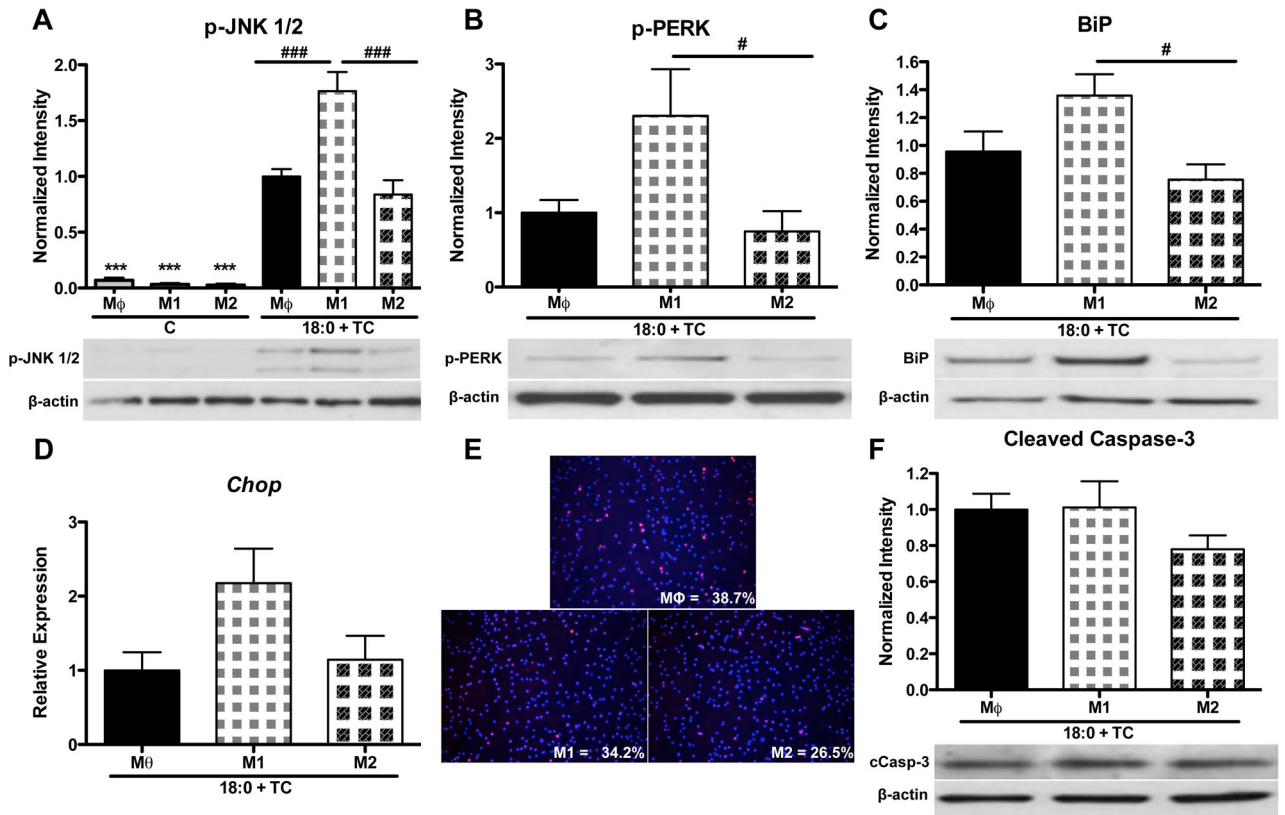 A
p-JNK 1/2
Normalized Intensity
2.0
1.5
1.0
0.5
0.0
### ###
*** *** ***
Mϕ M1 M2 Mϕ M1 M2
C 18:0 + TC
p-JNK 1/2
β-actin
B
p-PERK
Normalized Intensity
3
2
1
0
#
Mϕ M1 M2
18:0 + TC
p-PERK
β-actin
C
BiP
Normalized Intensity
1.6
1.4
1.2
1.0
0.8
0.6
0.4
0.2
0.0
#
Mϕ M1 M2
18:0 + TC
BiP
β-actin
D
Chop
Relative Expression
3
2
1
0
Mθ M1 M2
18:0 + TC
E
MΦ = 38.7%
M1 = 34.2%
M2 = 26.5%
F
Cleaved Caspase-3
Normalized Intensity
1.2
1.0
0.8
0.6
0.4
0.2
0.0
Mϕ M1 M2
18:0 + TC
cCasp-3
β-actin